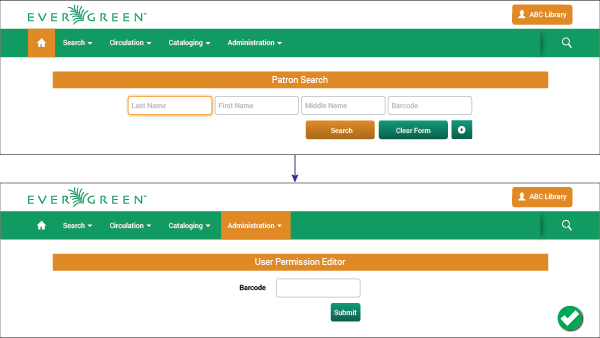 EVERGREEN™
ABC Library
Search Circulation Cataloging Administration
Patron Search
Last Name First Name Middle Name Barcode
Search Clear Form
EVERGREEN™
ABC Library
Search Circulation Cataloging Administration
User Permission Editor
Barcode
Submit